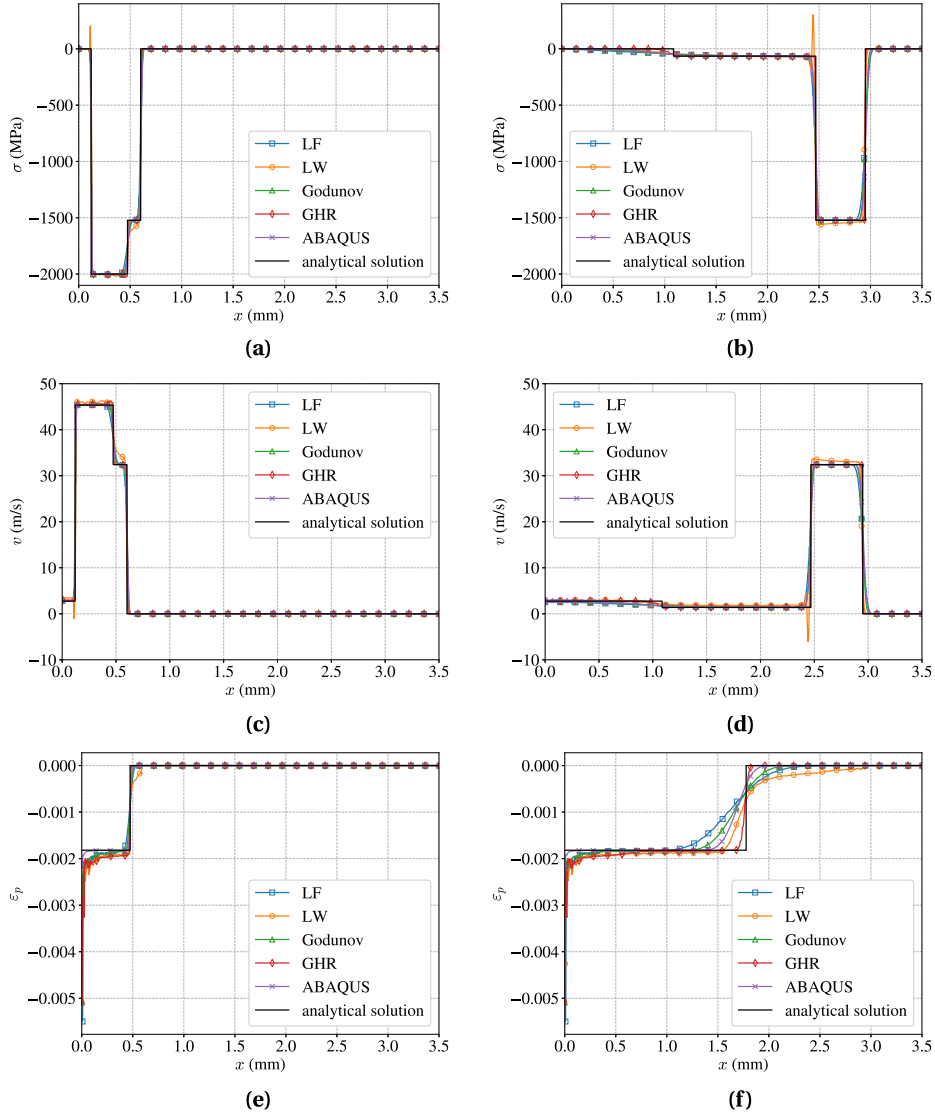 0
−500
−1000
−1500
−2000
σ (MPa)
LF
LW
Godunov
GHR
ABAQUS
analytical solution
0.0 0.5 1.0 1.5 2.0 2.5 3.0 3.5
x (mm)
(a)
0
−500
−1000
−1500
−2000
σ (MPa)
LF
LW
Godunov
GHR
ABAQUS
analytical solution
0.0 0.5 1.0 1.5 2.0 2.5 3.0 3.5
x (mm)
(b)
50
40
30
20
10
0
−10
v (m/s)
LF
LW
Godunov
GHR
ABAQUS
analytical solution
0.0 0.5 1.0 1.5 2.0 2.5 3.0 3.5
x (mm)
(c)
50
40
30
20
10
0
−10
v (m/s)
LF
LW
Godunov
GHR
ABAQUS
analytical solution
0.0 0.5 1.0 1.5 2.0 2.5 3.0 3.5
x (mm)
(d)
0.000
−0.001
−0.002
−0.003
−0.004
−0.005
εp
LF
LW
Godunov
GHR
ABAQUS
analytical solution
0.0 0.5 1.0 1.5 2.0 2.5 3.0 3.5
x (mm)
(e)
0.000
−0.001
−0.002
−0.003
−0.004
−0.005
εp
LF
LW
Godunov
GHR
ABAQUS
analytical solution
0.0 0.5 1.0 1.5 2.0 2.5 3.0 3.5
x (mm)
(f)